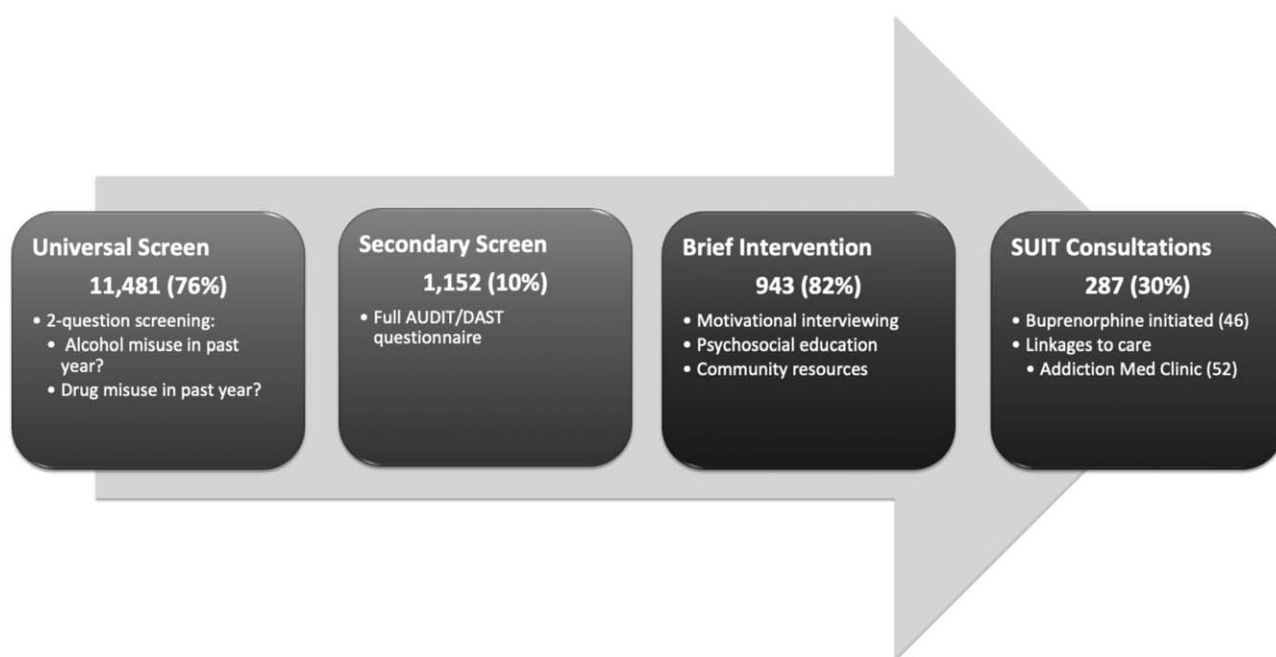 Universal Screen
11,481 (76%)
• 2-question screening:
• Alcohol misuse in past
year?
• Drug misuse in past year?
Secondary Screen
1,152 (10%)
• Full AUDIT/DAST
questionnaire
Brief Intervention
943 (82%)
• Motivational interviewing
• Psychosocial education
• Community resources
SUIT Consultations
287 (30%)
• Buprenorphine initiated (46)
• Linkages to care
• Addiction Med Clinic (52)